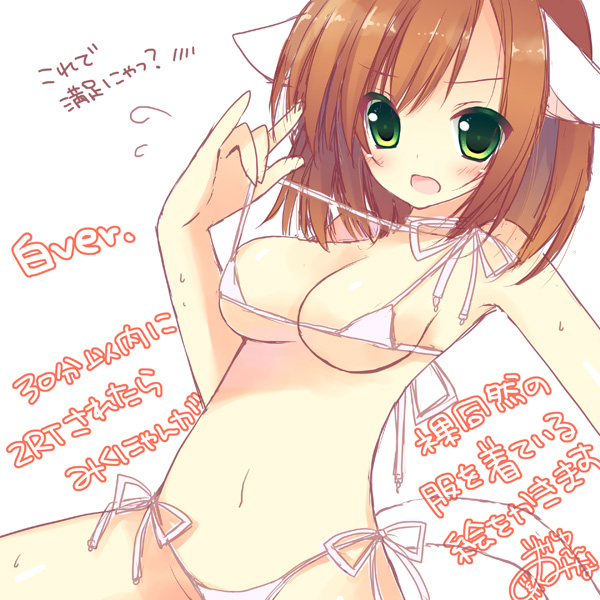 これで
満足にゃっ？
白ver.
30分以内に
2RTされたら
みくにゃんが
裸同然の
服を着ている
絵をかきまよ